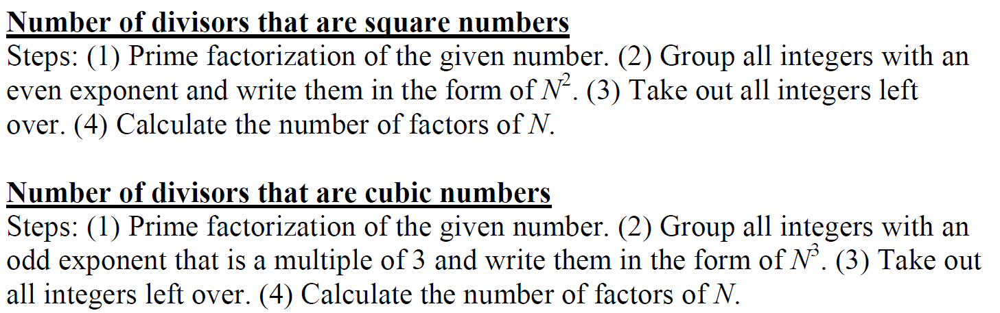 Number of divisors that are square numbers
Steps: (1) Prime factorization of the given number. (2) Group all integers with an
even exponent and write them in the form of N². (3) Take out all integers left
over. (4) Calculate the number of factors of N.
Number of divisors that are cubic numbers
Steps: (1) Prime factorization of the given number. (2) Group all integers with an
odd exponent that is a multiple of 3 and write them in the form of N³. (3) Take out
all integers left over. (4) Calculate the number of factors of N.